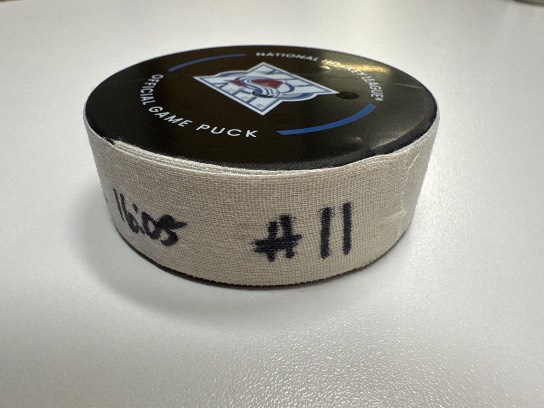 NATIONAL HOCKEY LEAGUE®
OFFICIAL GAME PUCK
16:05 #11